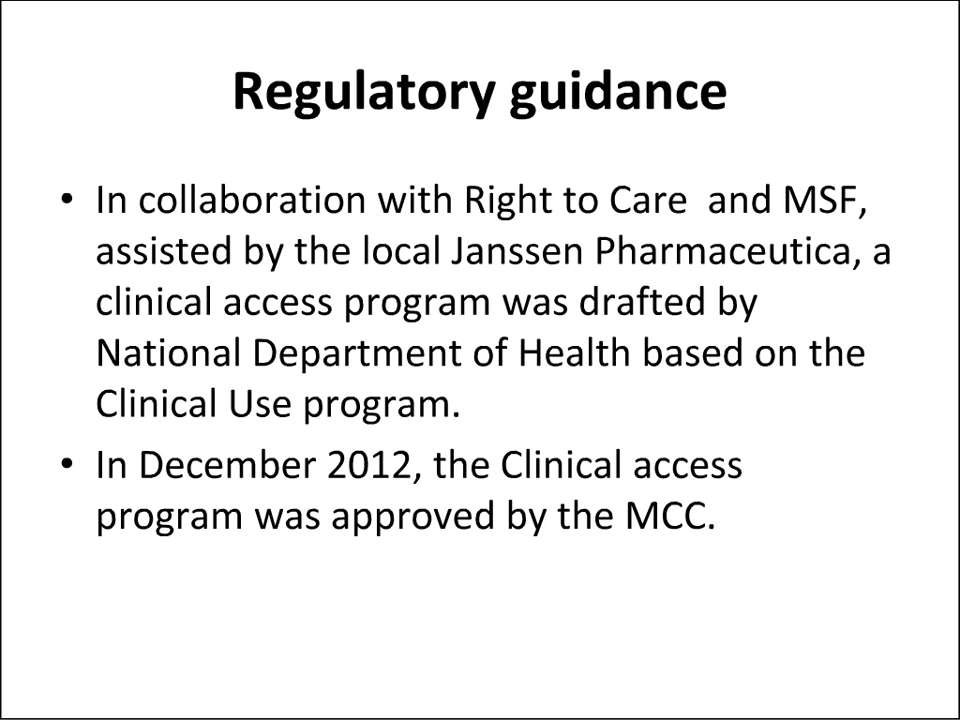 Regulatory guidance
• In collaboration with Right to Care  and MSF,
assisted by the local Janssen Pharmaceutica, a
clinical access program was drafted by
National Department of Health based on the
Clinical Use program.
• In December 2012, the Clinical access
program was approved by the MCC.